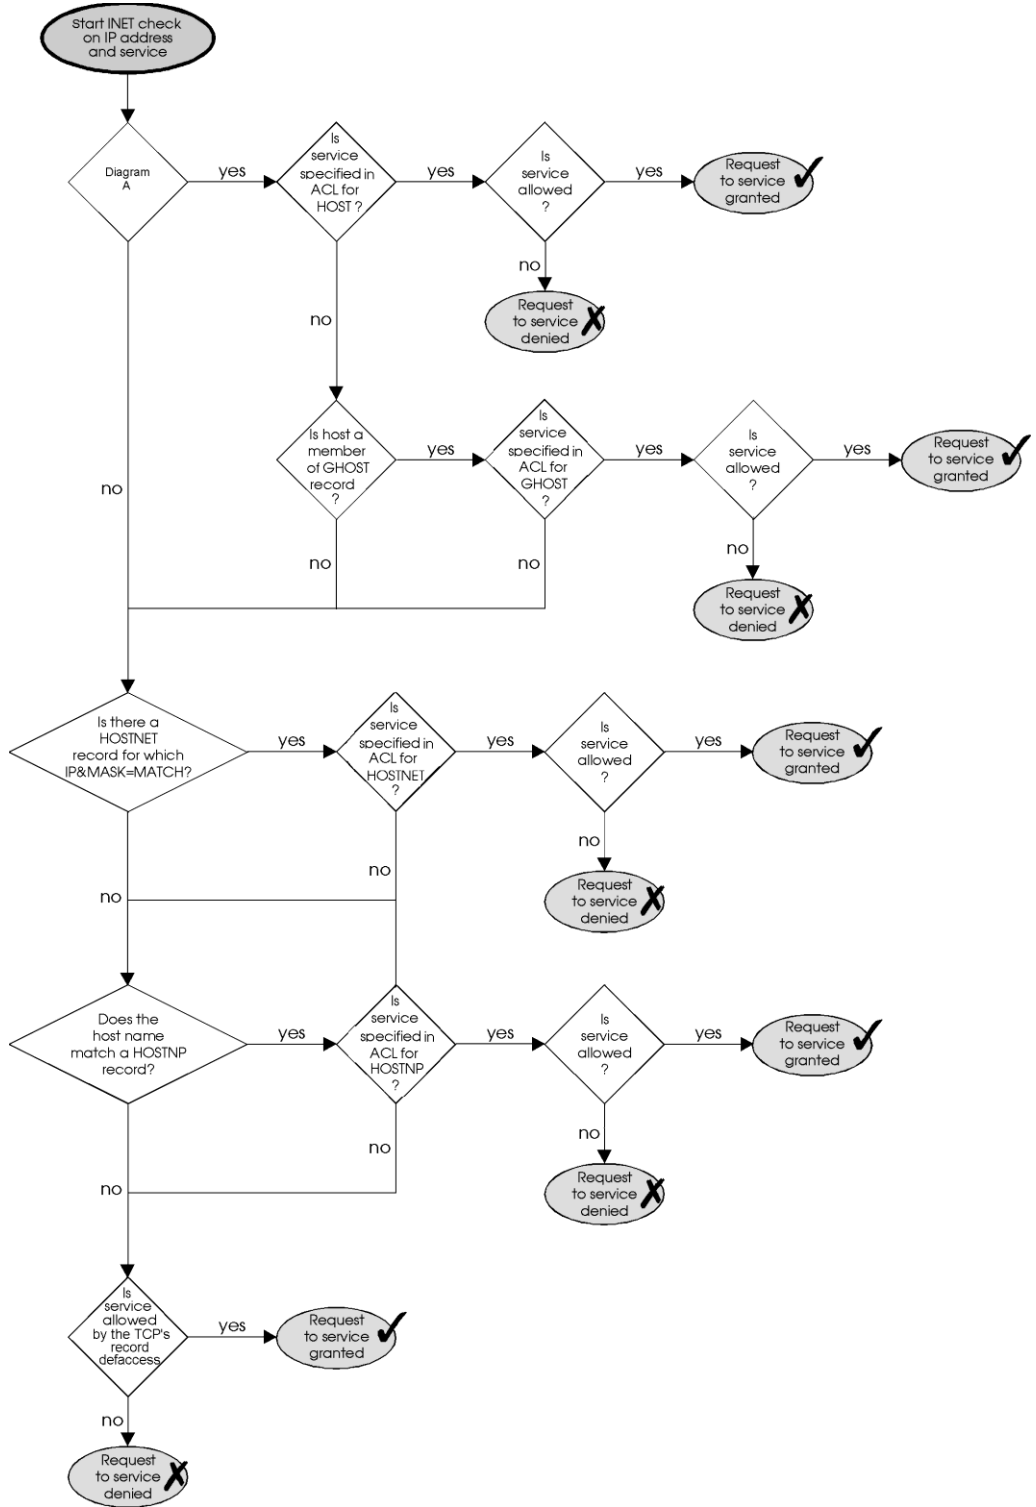 Start INET check
on IP address
and service
Diagram
A
yes
Is
service
specified in
ACL for
HOST ?
yes
Is
service
allowed
?
yes
Request
to service
granted
no
Request
to service
denied
no
no
Is host a
member
of GHOST
record
?
yes
Is
service
specified in
ACL for
GHOST
?
yes
Is
service
allowed
?
yes
Request
to service
granted
no
no
no
Request
to service
denied
Is there a
HOSTNET
record for which
IP&MASK=MATCH?
yes
Is
service
specified in
ACL for
HOSTNET
?
yes
Is
service
allowed
?
yes
Request
to service
granted
no
no
no
Request
to service
denied
Does the
host name
match a HOSTNP
record?
yes
Is
service
specified in
ACL for
HOSTNP
?
yes
Is
service
allowed
?
yes
Request
to service
granted
no
no
no
Request
to service
denied
Is
service
allowed
by the TCP's
record
defaccess
yes
Request
to service
granted
no
Request
to service
denied